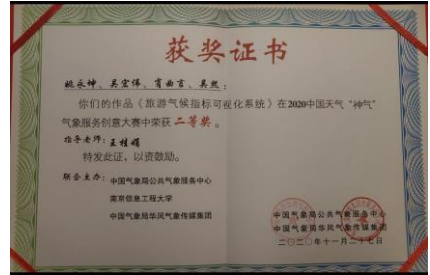 获奖证书
姚永坤、吴宏伟、肖曲言、吴然：
你们的作品《旅游气候指标可视化系统》在2020中国天气“神气”
气象服务创意大赛中荣获 二等奖。
指导老师：王桂娟
特发此证，以资鼓励。
联合主办：中国气象局公共气象服务中心
南京信息工程大学
中国气象局华风气象传媒集团
中国气象局公共气象服务中心
中国气象局华风气象传媒集团
二〇二〇年十一月二十七日